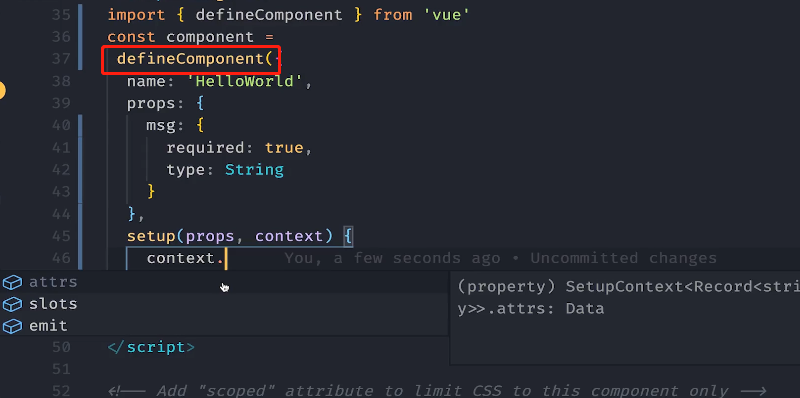 35 import { defineComponent } from 'vue'
36 const component =
37 defineComponent({
38 name: 'HelloWorld',
39 props: {
40 msg: {
41 required: true,
42 type: String
43 }
44 },
45 setup(props, context) {
46 context. You, a few seconds ago • Uncommitted changes
attrs
slots
emit
(property) SetupContext<Record<stri
y>>.attrs: Data
50 </script>
51
52 <!-- Add "scoped" attribute to limit CSS to this component only -->